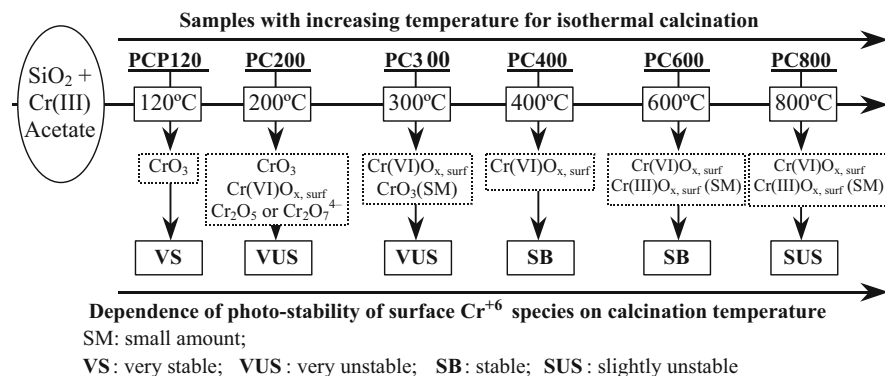 Samples with increasing temperature for isothermal calcination
SiO₂ +
Cr(III)
Acetate
PCP120 PC200 PC3 00 PC400 PC600 PC800
120ºC 200ºC 300ºC 400ºC 600ºC 800ºC
CrO₃
CrO₃
Cr(VI)Oₓ, surf
Cr₂O₅ or Cr₂O₇⁴⁻
Cr(VI)Oₓ, surf
CrO₃(SM)
Cr(VI)Oₓ, surf
Cr(VI)Oₓ, surf
Cr(III)Oₓ, surf (SM)
Cr(VI)Oₓ, surf
Cr(III)Oₓ, surf (SM)
VS VUS VUS SB SB SUS
Dependence of photo-stability of surface Cr⁺⁶ species on calcination temperature
SM: small amount;
VS : very stable; VUS : very unstable; SB : stable; SUS : slightly unstable